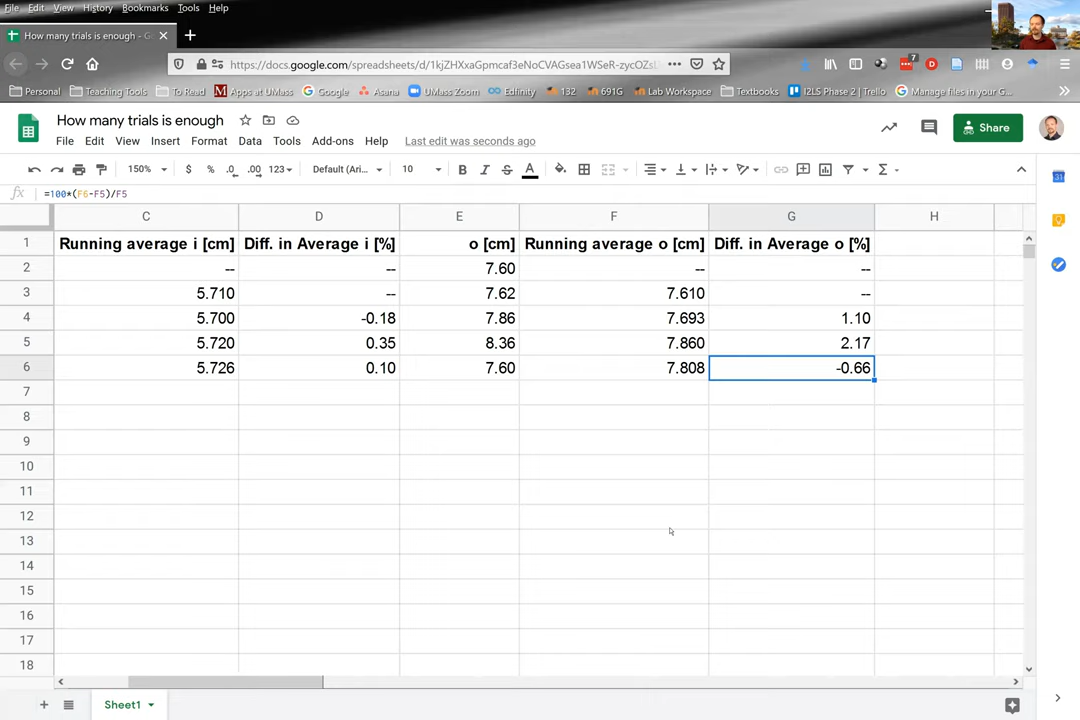 File Edit View History Bookmarks Tools Help
How many trials is enough - G
https://docs.google.com/spreadsheets/d/1kjZHXxaGpmcaf3eNoCVAGsea1WSeR-zycOZs
7
Personal Teaching Tools To Read Apps at UMass Google Asana UMass Zoom Edfinity 132 691G Lab Workspace Textbooks I2LS Phase 2 | Trello Manage files in your G...
How many trials is enough
File Edit View Insert Format Data Tools Add-ons Help Last edit was seconds ago
Share
150% $ % .0 .00 123 Default (Ari... 10 B I S A
fx =100*(F6-F5)/F5
C D E F G H
1 Running average i [cm] Diff. in Average i [%] o [cm] Running average o [cm] Diff. in Average o [%]
2 -- -- 7.60 -- --
3 5.710 -- 7.62 7.610 --
4 5.700 -0.18 7.86 7.693 1.10
5 5.720 0.35 8.36 7.860 2.17
6 5.726 0.10 7.60 7.808 -0.66
7
8
9
10
11
12
13
14
15
16
17
18
Sheet1